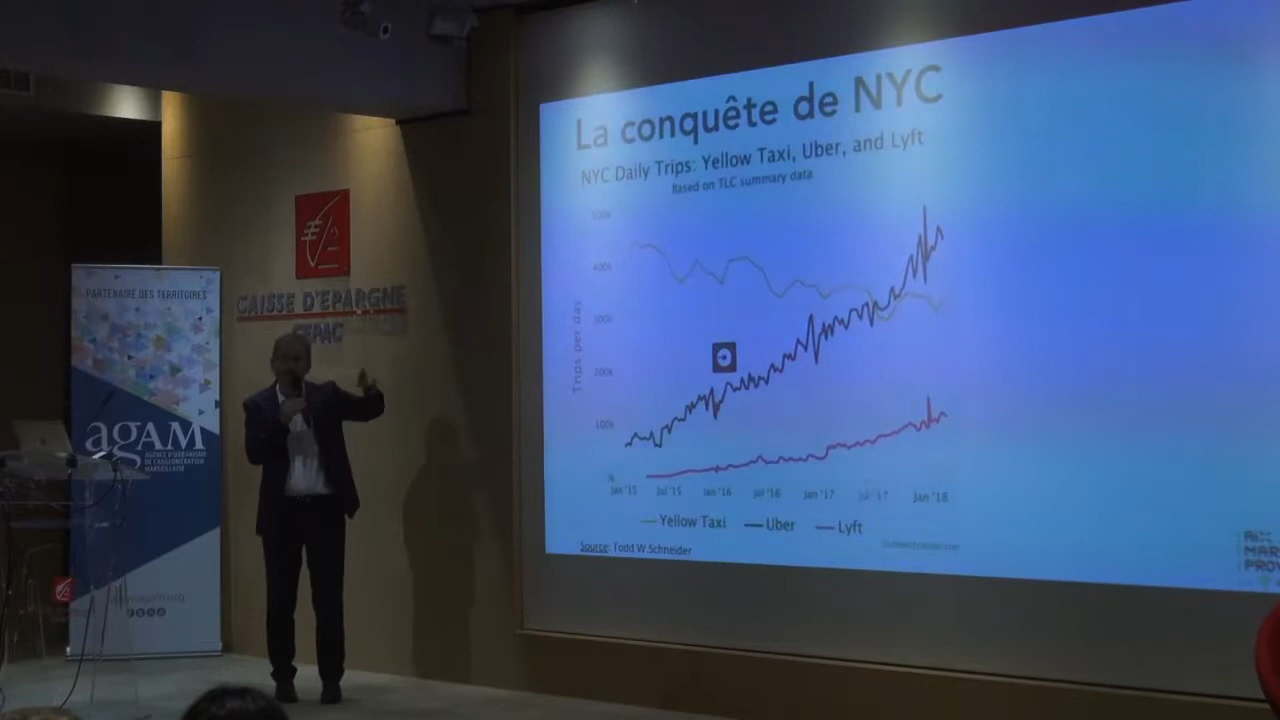 La conquête de NYC
NYC Daily Trips: Yellow Taxi, Uber, and Lyft
Based on TLC summary data
500k
400k
300k
200k
100k
Trips per day
Jan '15 Jul '15 Jan '16 Jul '16 Jan '17 Jul '17 Jan '18
Yellow Taxi Uber Lyft
Source: Todd W.Schneider
CAISSE D'EPARGNE
CEPAC
PARTENAIRE DES TERRITOIRES
agAM
AGENCE D'URBANISME
DE L'AGGLOMÉRATION
MARSEILLAISE